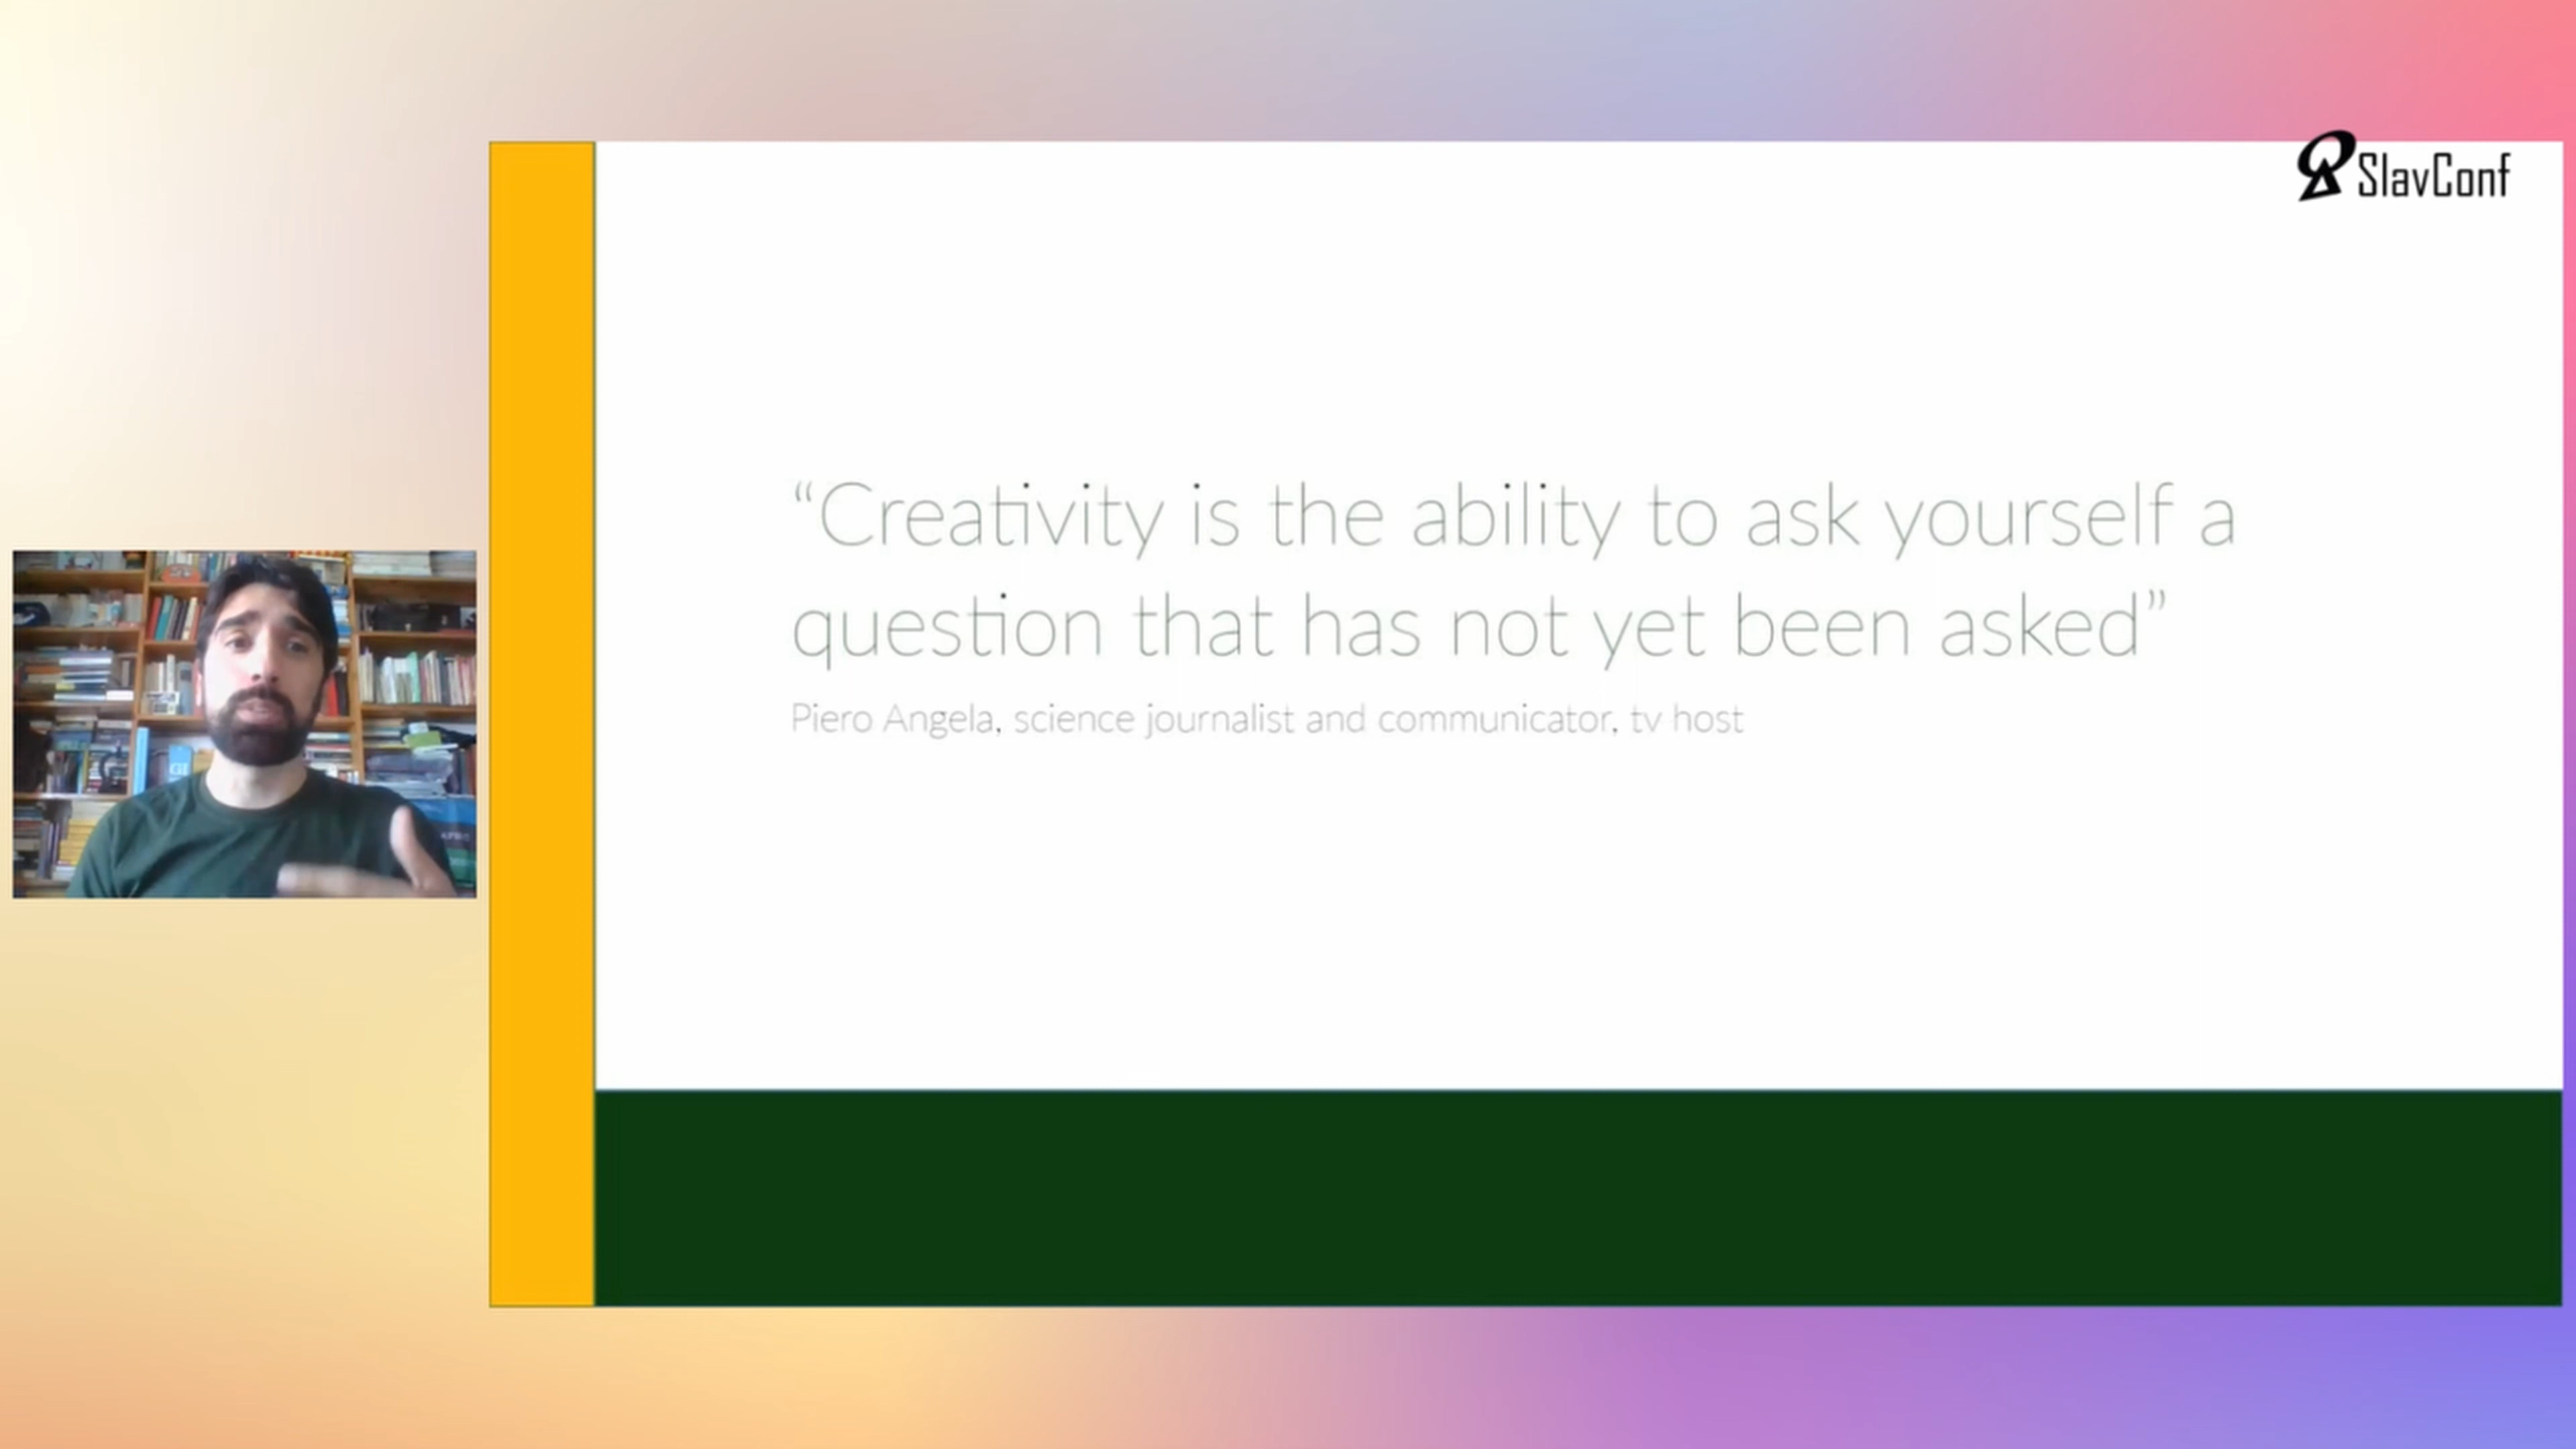 SlavConf
“Creativity is the ability to ask yourself a
question that has not yet been asked”
Piero Angela, science journalist and communicator, tv host